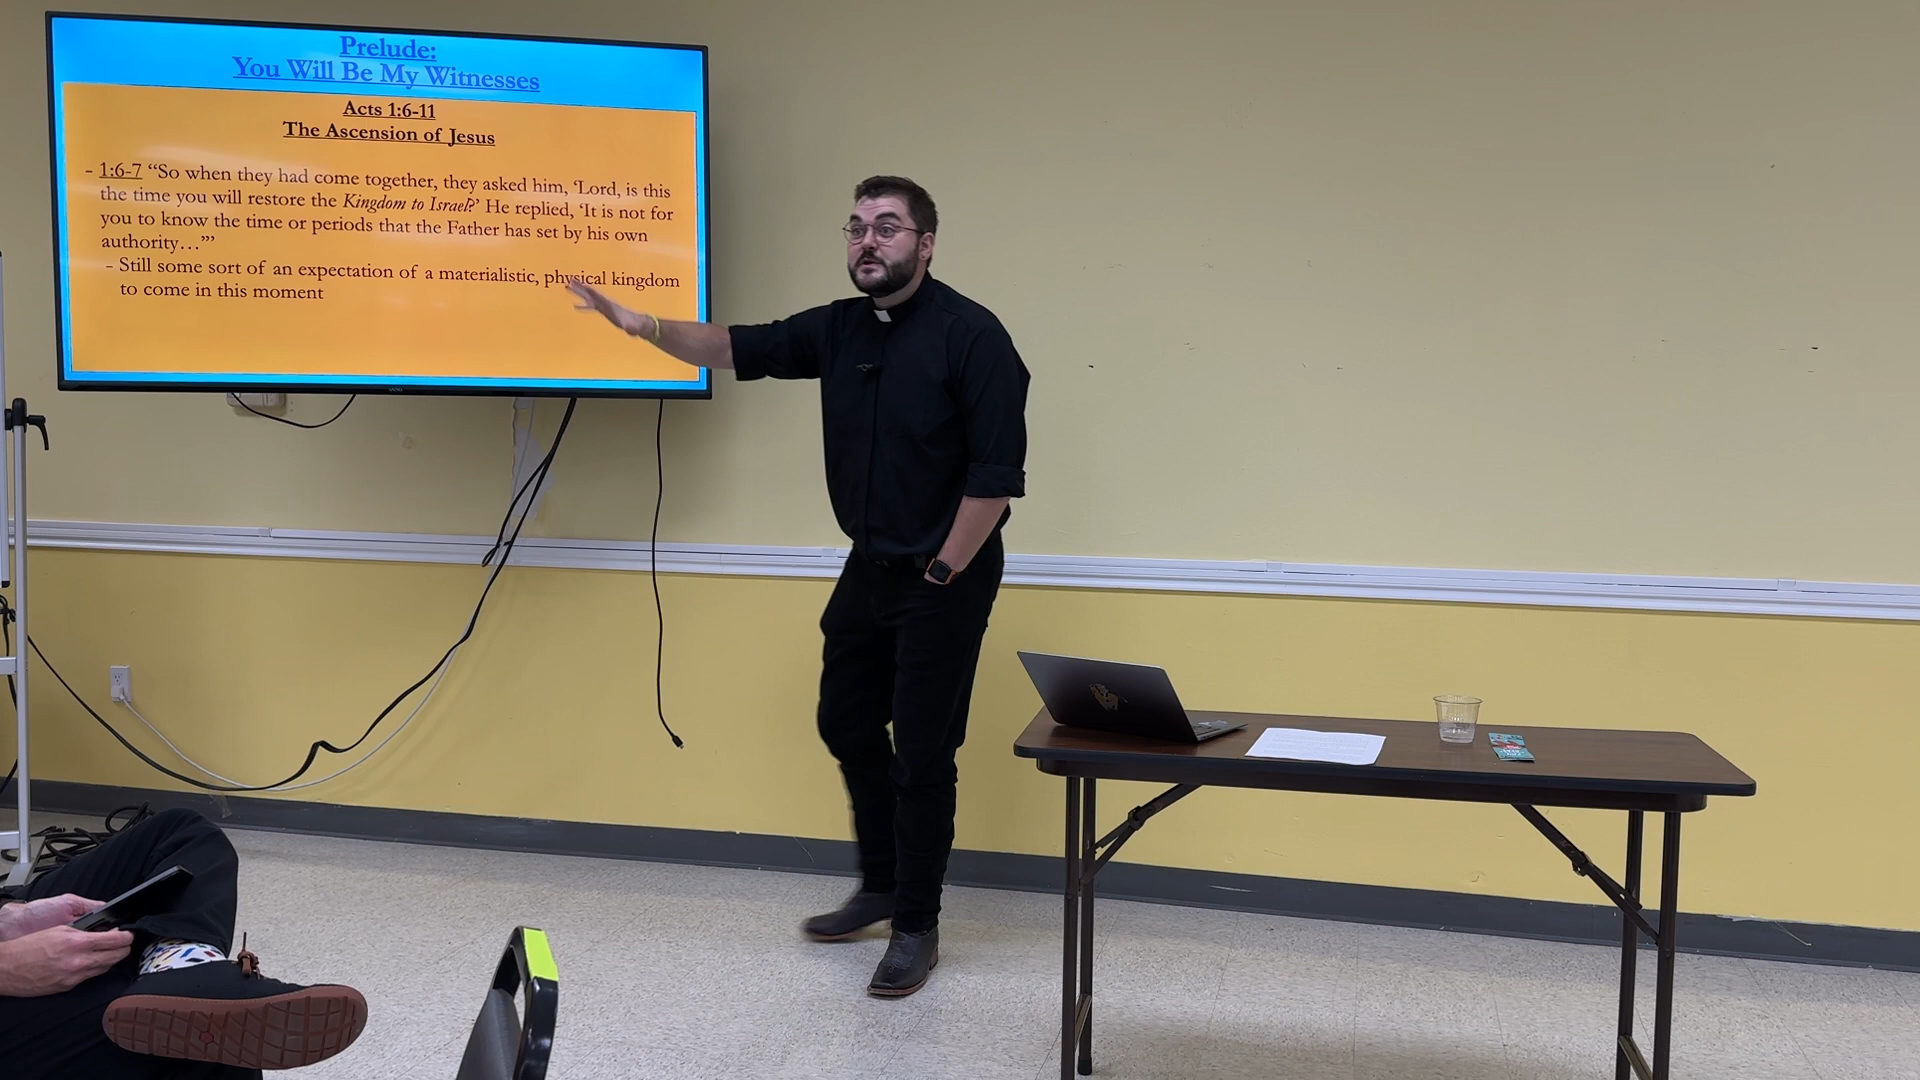 Prelude:
You Will Be My Witnesses
Acts 1:6-11
The Ascension of Jesus
- 1:6-7 “So when they had come together, they asked him, ‘Lord, is this
the time you will restore the Kingdom to Israel?’ He replied, ‘It is not for
you to know the time or periods that the Father has set by his own
authority…’”
- Still some sort of an expectation of a materialistic, physical kingdom
to come in this moment